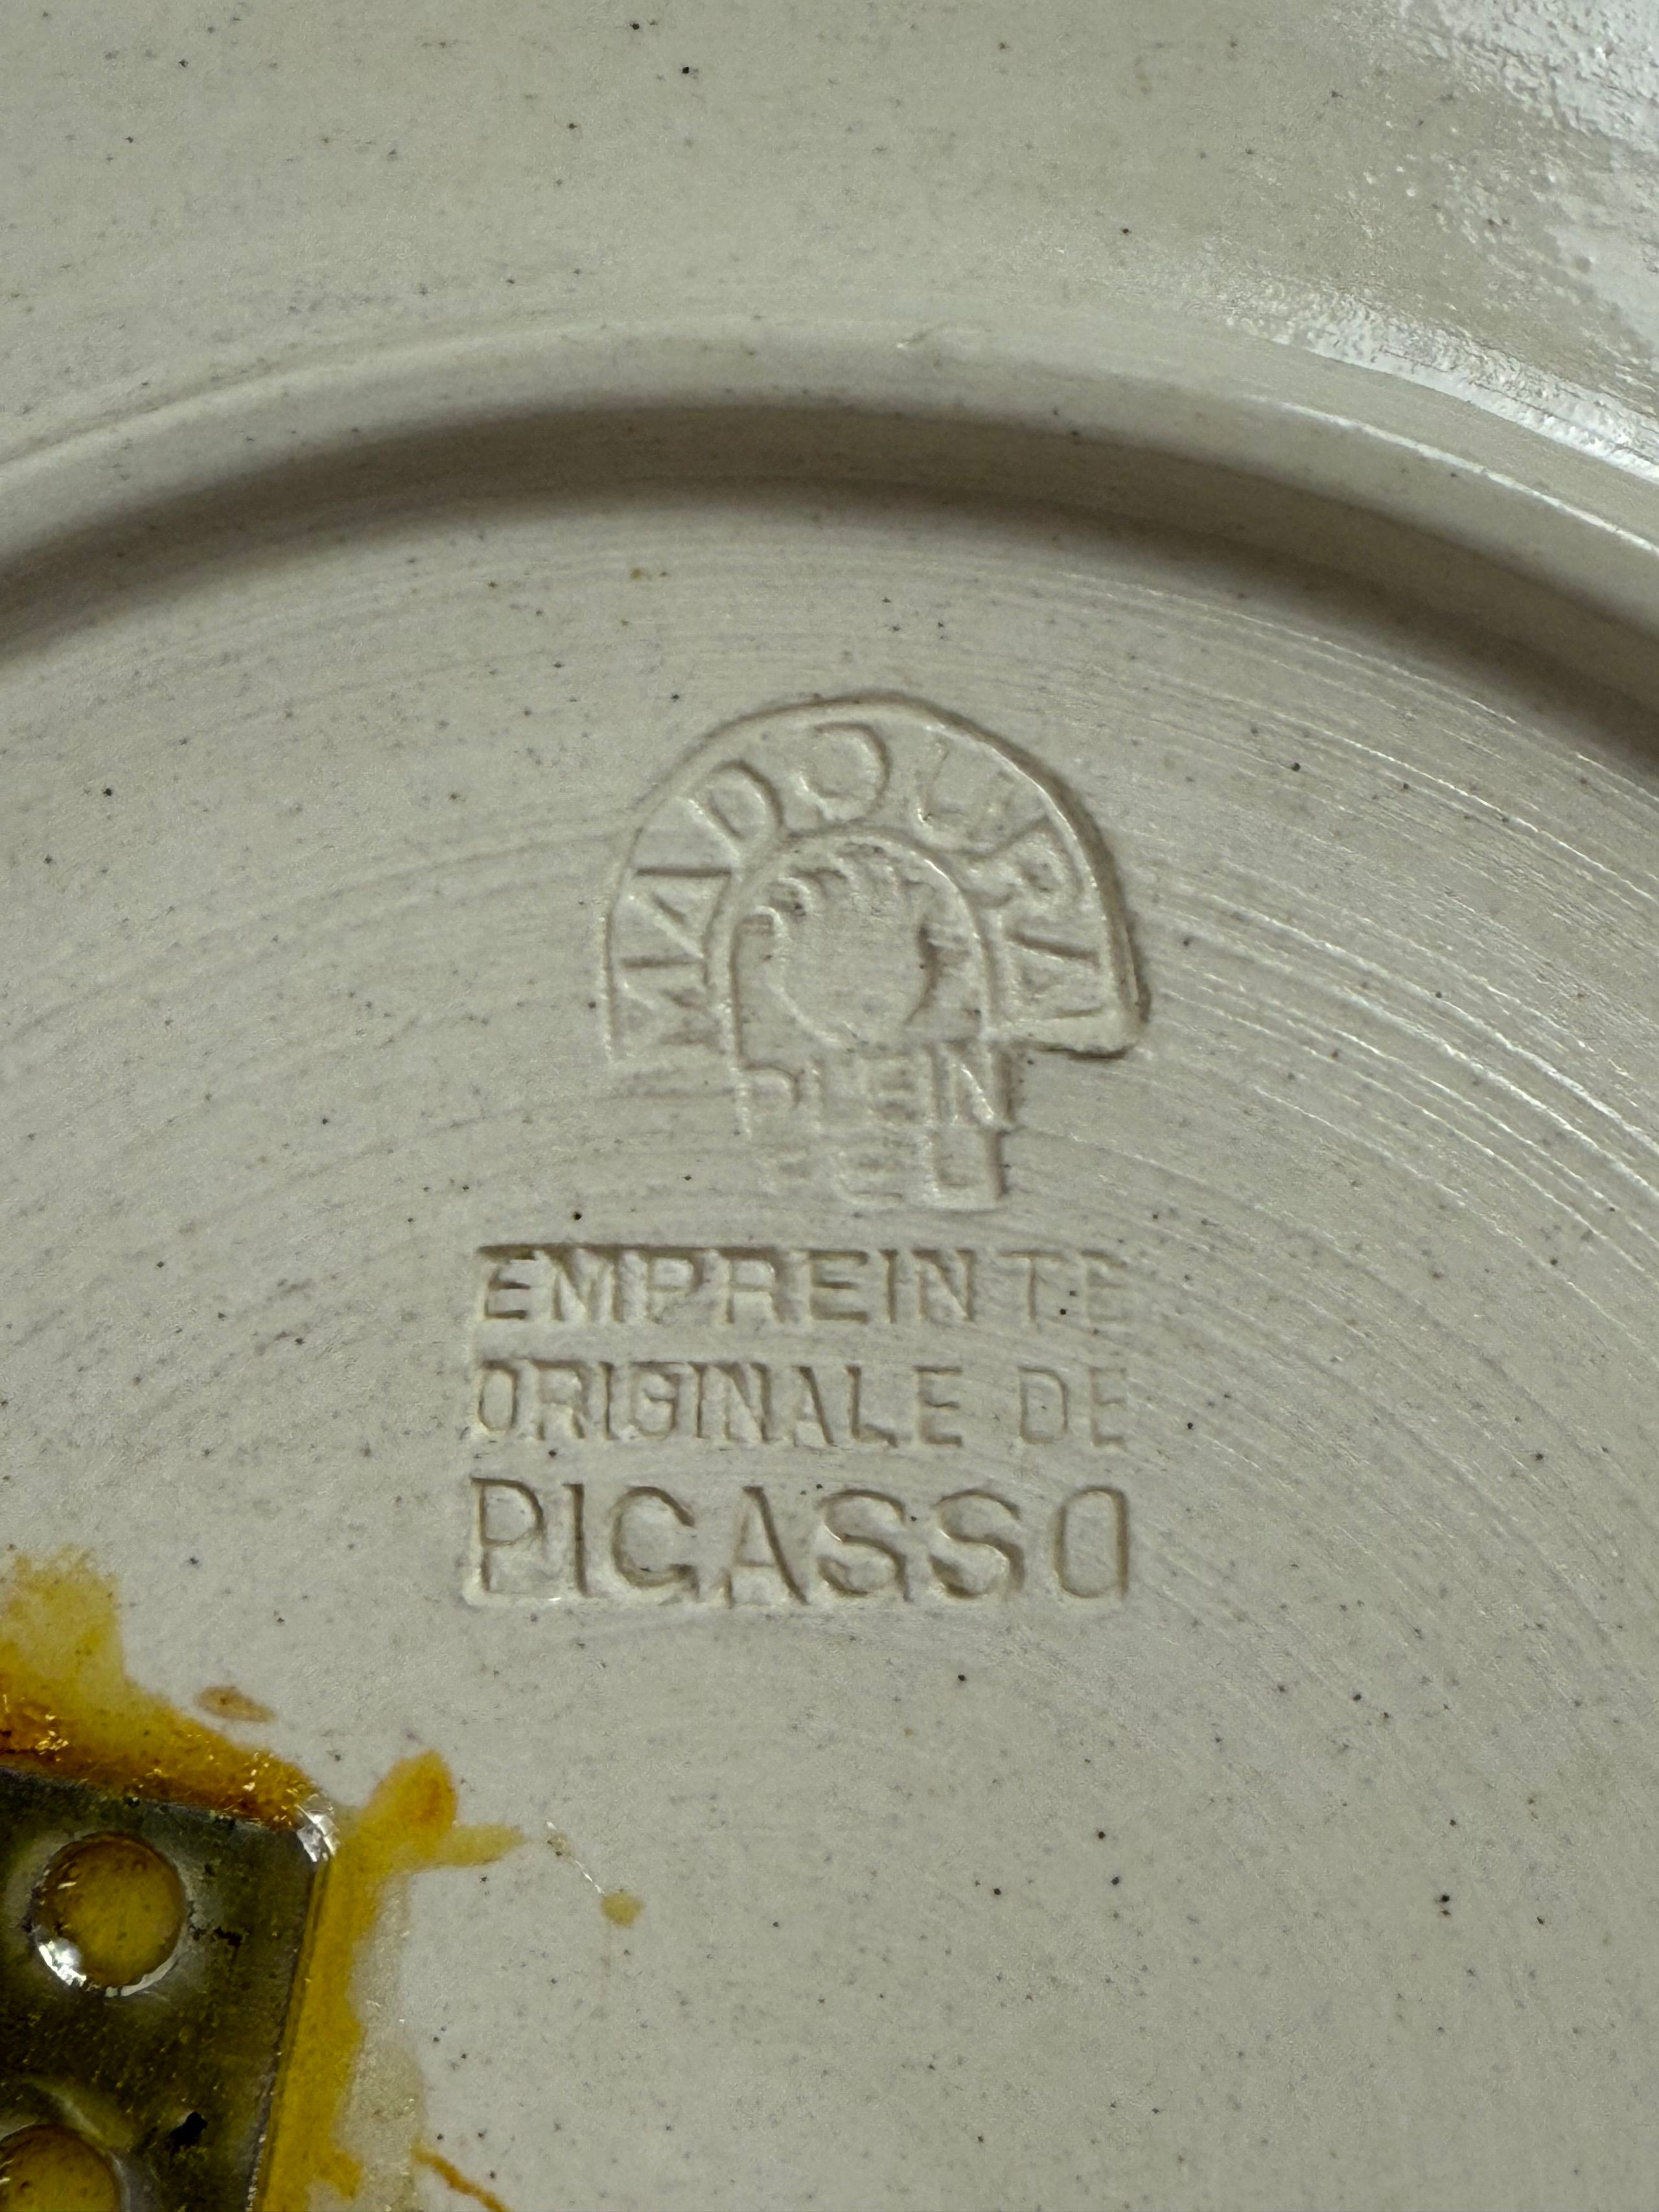 MADOURA
PLEIN
FEU
EMPREINTE
ORIGINALE DE
PICASSO